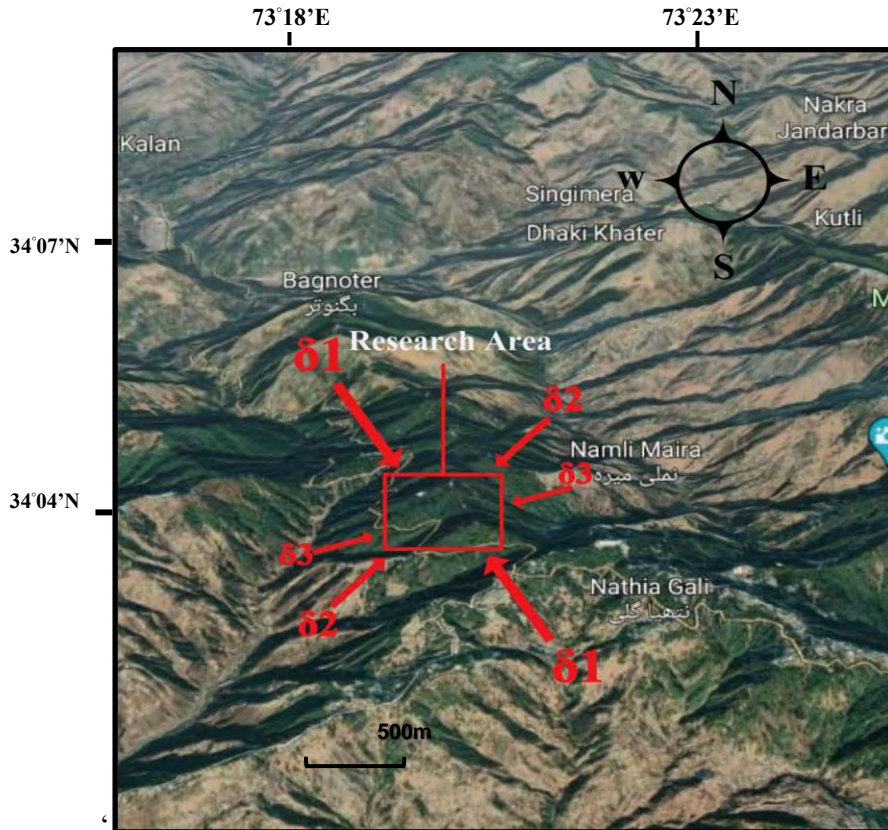 73°18’E
73°23’E
N
Nakra
Jandarbar
Kalan
W
E
Singimera
Kutli
Dhaki Khater
34°07’N
S
Bagnoter
بگنوتر
M
Research Area
δ1
δ2
Namli Maira
نملی میرہ
δ3
34°04’N
δ3
Nathia Gali
نتھیا گلی
δ2
δ1
500m
‘